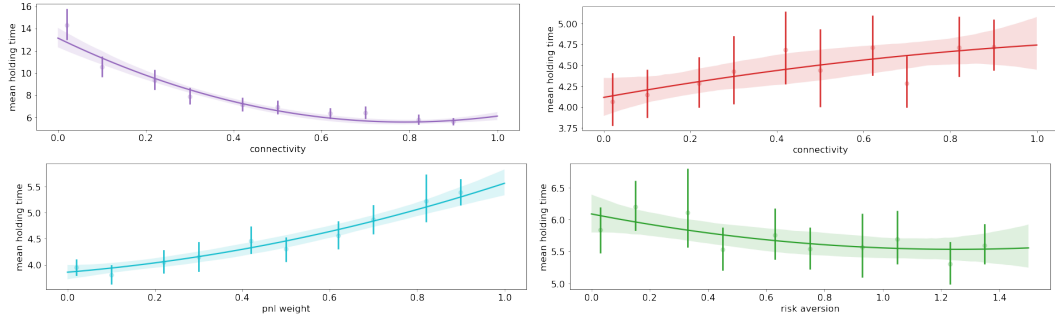 mean holding time
16
14
12
10
8
6
0.0 0.2 0.4 0.6 0.8 1.0
connectivity
mean holding time
5.00
4.75
4.50
4.25
4.00
3.75
0.0 0.2 0.4 0.6 0.8 1.0
connectivity
mean holding time
5.5
5.0
4.5
4.0
0.0 0.2 0.4 0.6 0.8 1.0
pnl weight
mean holding time
6.5
6.0
5.5
5.0
0.0 0.2 0.4 0.6 0.8 1.0 1.2 1.4
risk aversion